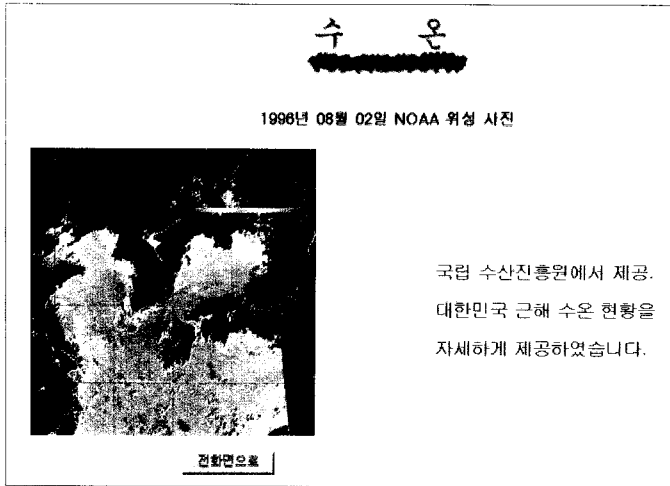 수 온
1996년 08월 02일 NOAA 위성 사진
국립 수산진흥원에서 제공.
대한민국 근해 수온 현황을
자세하게 제공하였습니다.
전화면으로